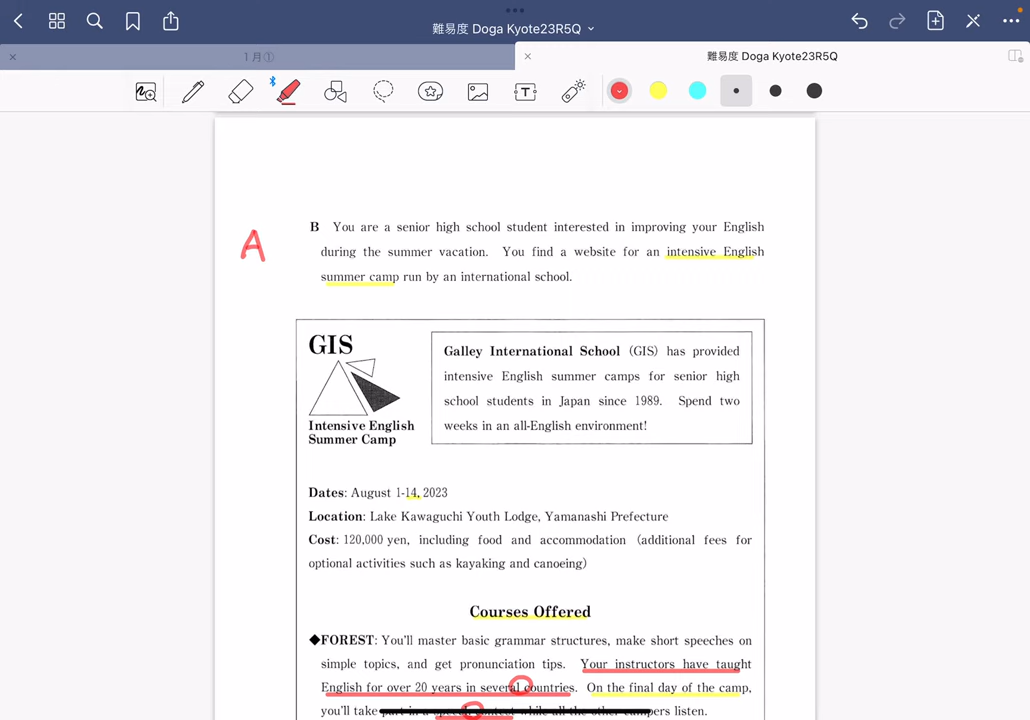 難易度 Doga Kyote23R5Q
1月①
難易度 Doga Kyote23R5Q
A
B You are a senior high school student interested in improving your English
during the summer vacation. You find a website for an intensive English
summer camp run by an international school.
GIS
Intensive English
Summer Camp
Galley International School (GIS) has provided
intensive English summer camps for senior high
school students in Japan since 1989. Spend two
weeks in an all-English environment!
Dates: August 1-14, 2023
Location: Lake Kawaguchi Youth Lodge, Yamanashi Prefecture
Cost: 120,000 yen, including food and accommodation (additional fees for
optional activities such as kayaking and canoeing)
Courses Offered
◆FOREST: You'll master basic grammar structures, make short speeches on
simple topics, and get pronunciation tips. Your instructors have taught
English for over 20 years in several countries. On the final day of the camp,
you'll take part in a speech contest while all the other campers listen.